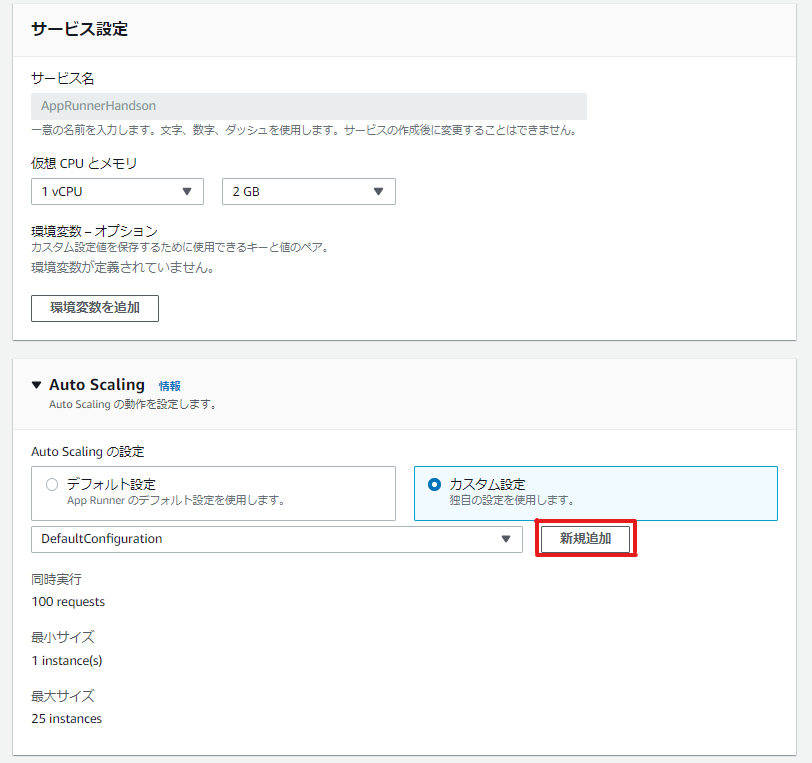 サービス設定
サービス名
AppRunnerHandson
一意の名前を入力します。文字、数字、ダッシュを使用します。サービスの作成後に変更することはできません。
仮想 CPU とメモリ
1 vCPU 2 GB
環境変数 – オプション
カスタム設定値を保存するために使用できるキーと値のペア。
環境変数が定義されていません。
環境変数を追加
Auto Scaling 情報
Auto Scaling の動作を設定します。
Auto Scaling の設定
デフォルト設定
App Runner のデフォルト設定を使用します。
カスタム設定
独自の設定を使用します。
DefaultConfiguration 新規追加
同時実行
100 requests
最小サイズ
1 instance(s)
最大サイズ
25 instances